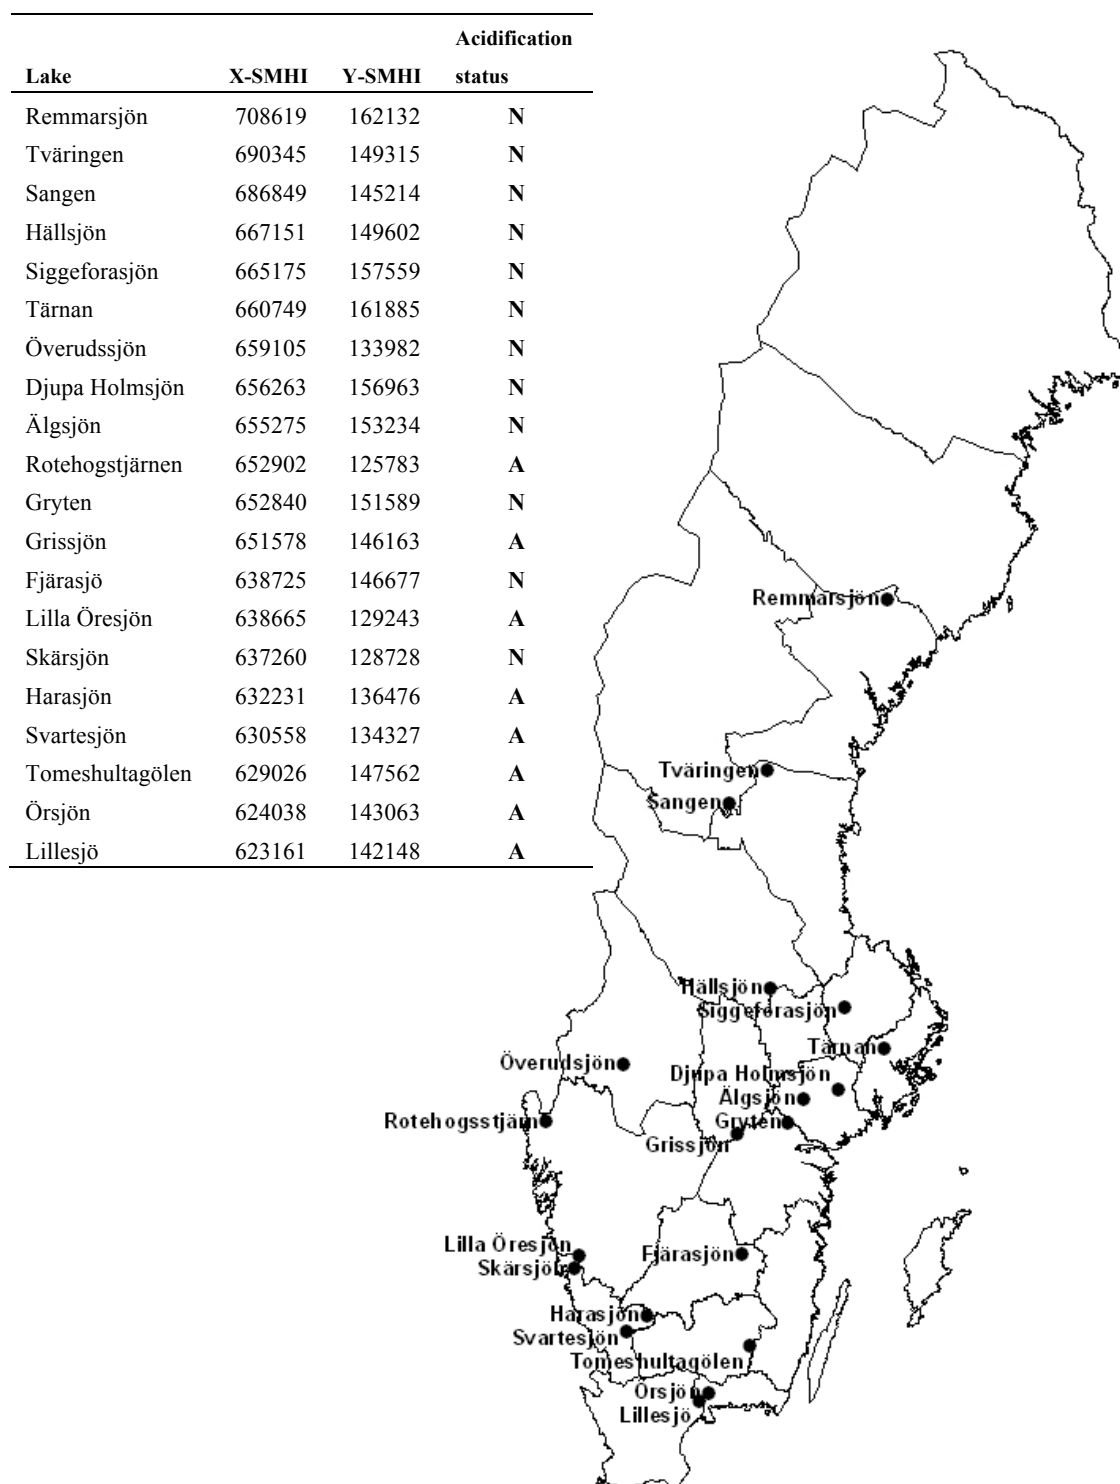 Acidification
Lake X-SMHI Y-SMHI status
Remmarsjön 708619 162132 N
Tväringen 690345 149315 N
Sangen 686849 145214 N
Hällsjön 667151 149602 N
Siggeforasjön 665175 157559 N
Tärnan 660749 161885 N
Överudssjön 659105 133982 N
Djupa Holmsjön 656263 156963 N
Älgsjön 655275 153234 N
Rotehogstjärnen 652902 125783 A
Gryten 652840 151589 N
Grissjön 651578 146163 A
Fjärasjö 638725 146677 N
Lilla Öresjön 638665 129243 A
Skärsjön 637260 128728 N
Harasjön 632231 136476 A
Svartesjön 630558 134327 A
Tomeshultagölen 629026 147562 A
Örsjön 624038 143063 A
Lillesjö 623161 142148 A
Remmarsjön
Tväringen
Sangen
Hällsjön
Siggeforasjön
Tärnan
Överudsjön
Djupa Holmsjön
Älgsjön
Rotehogsstjärn
Gryten
Grissjön
Lilla Öresjön
Fjärasjön
Skärsjön
Harasjön
Svartesjön
Tomeshultagölen
Örsjön
Lillesjö